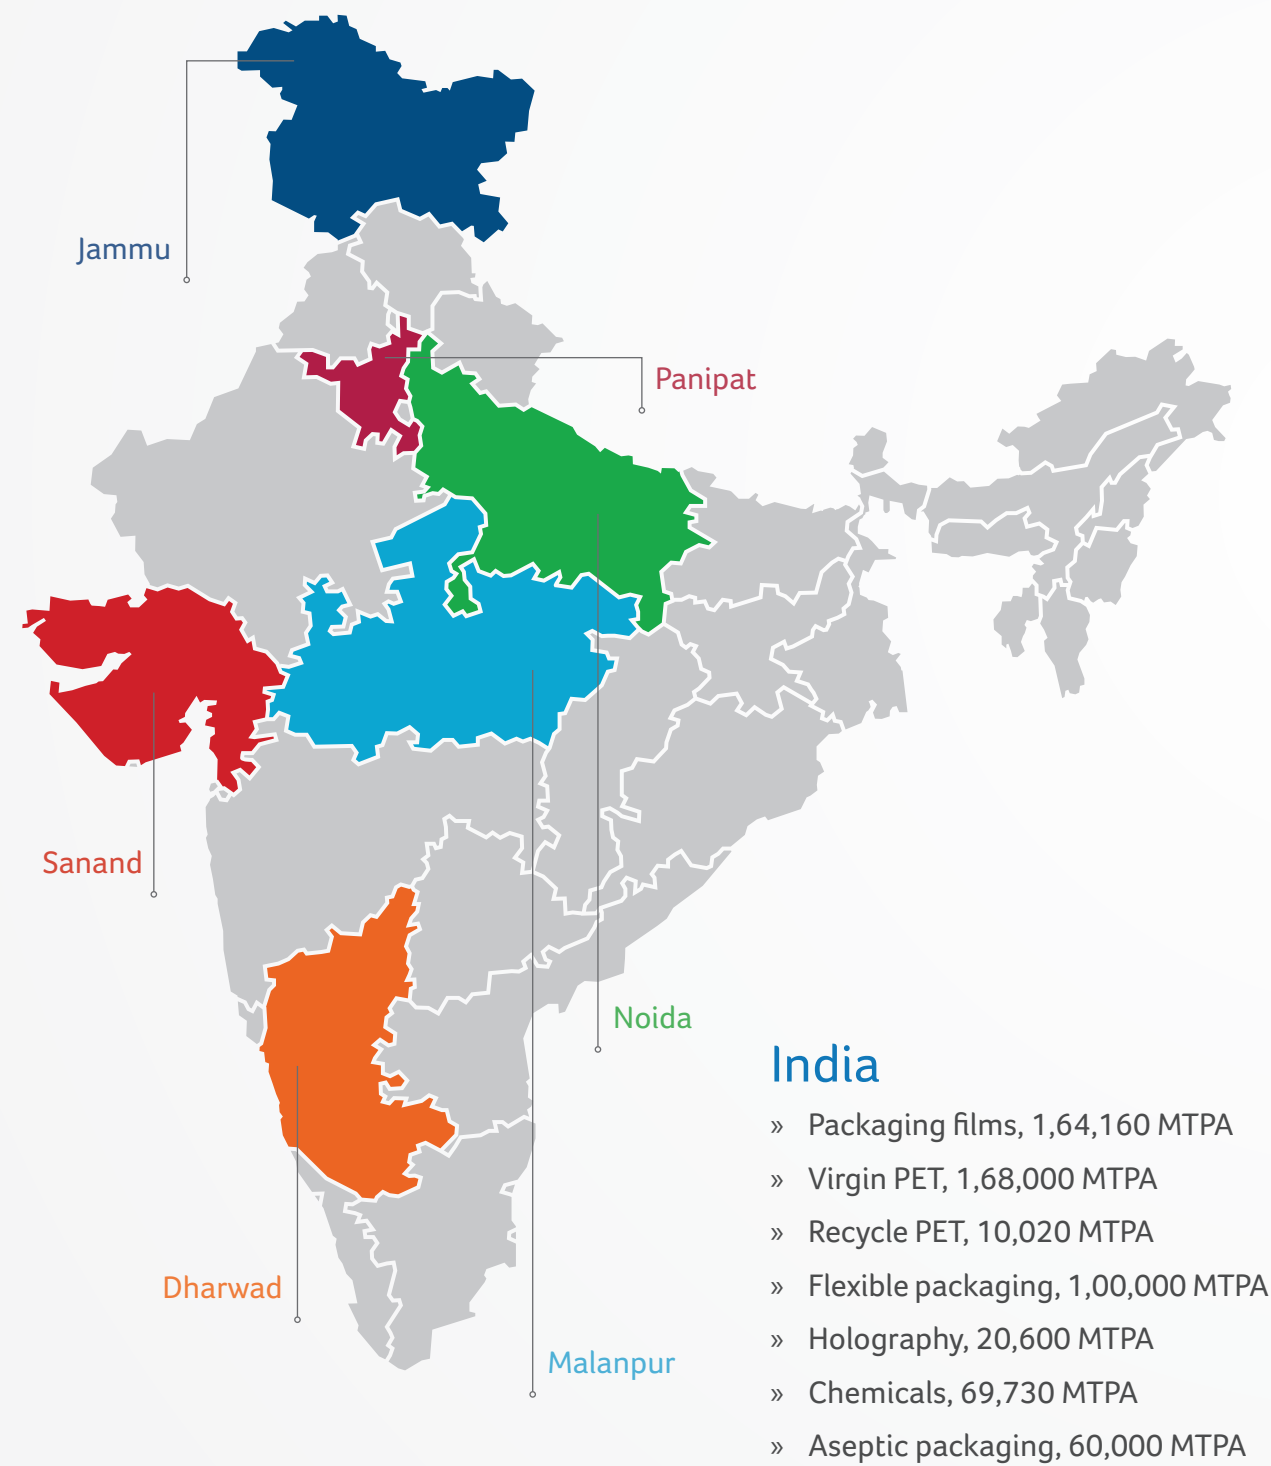 Jammu
Panipat
Sanand
Noida
Dharwad
Malanpur
India
» Packaging films, 1,64,160 MTPA
» Virgin PET, 1,68,000 MTPA
» Recycle PET, 10,020 MTPA
» Flexible packaging, 1,00,000 MTPA
» Holography, 20,600 MTPA
» Chemicals, 69,730 MTPA
» Aseptic packaging, 60,000 MTPA